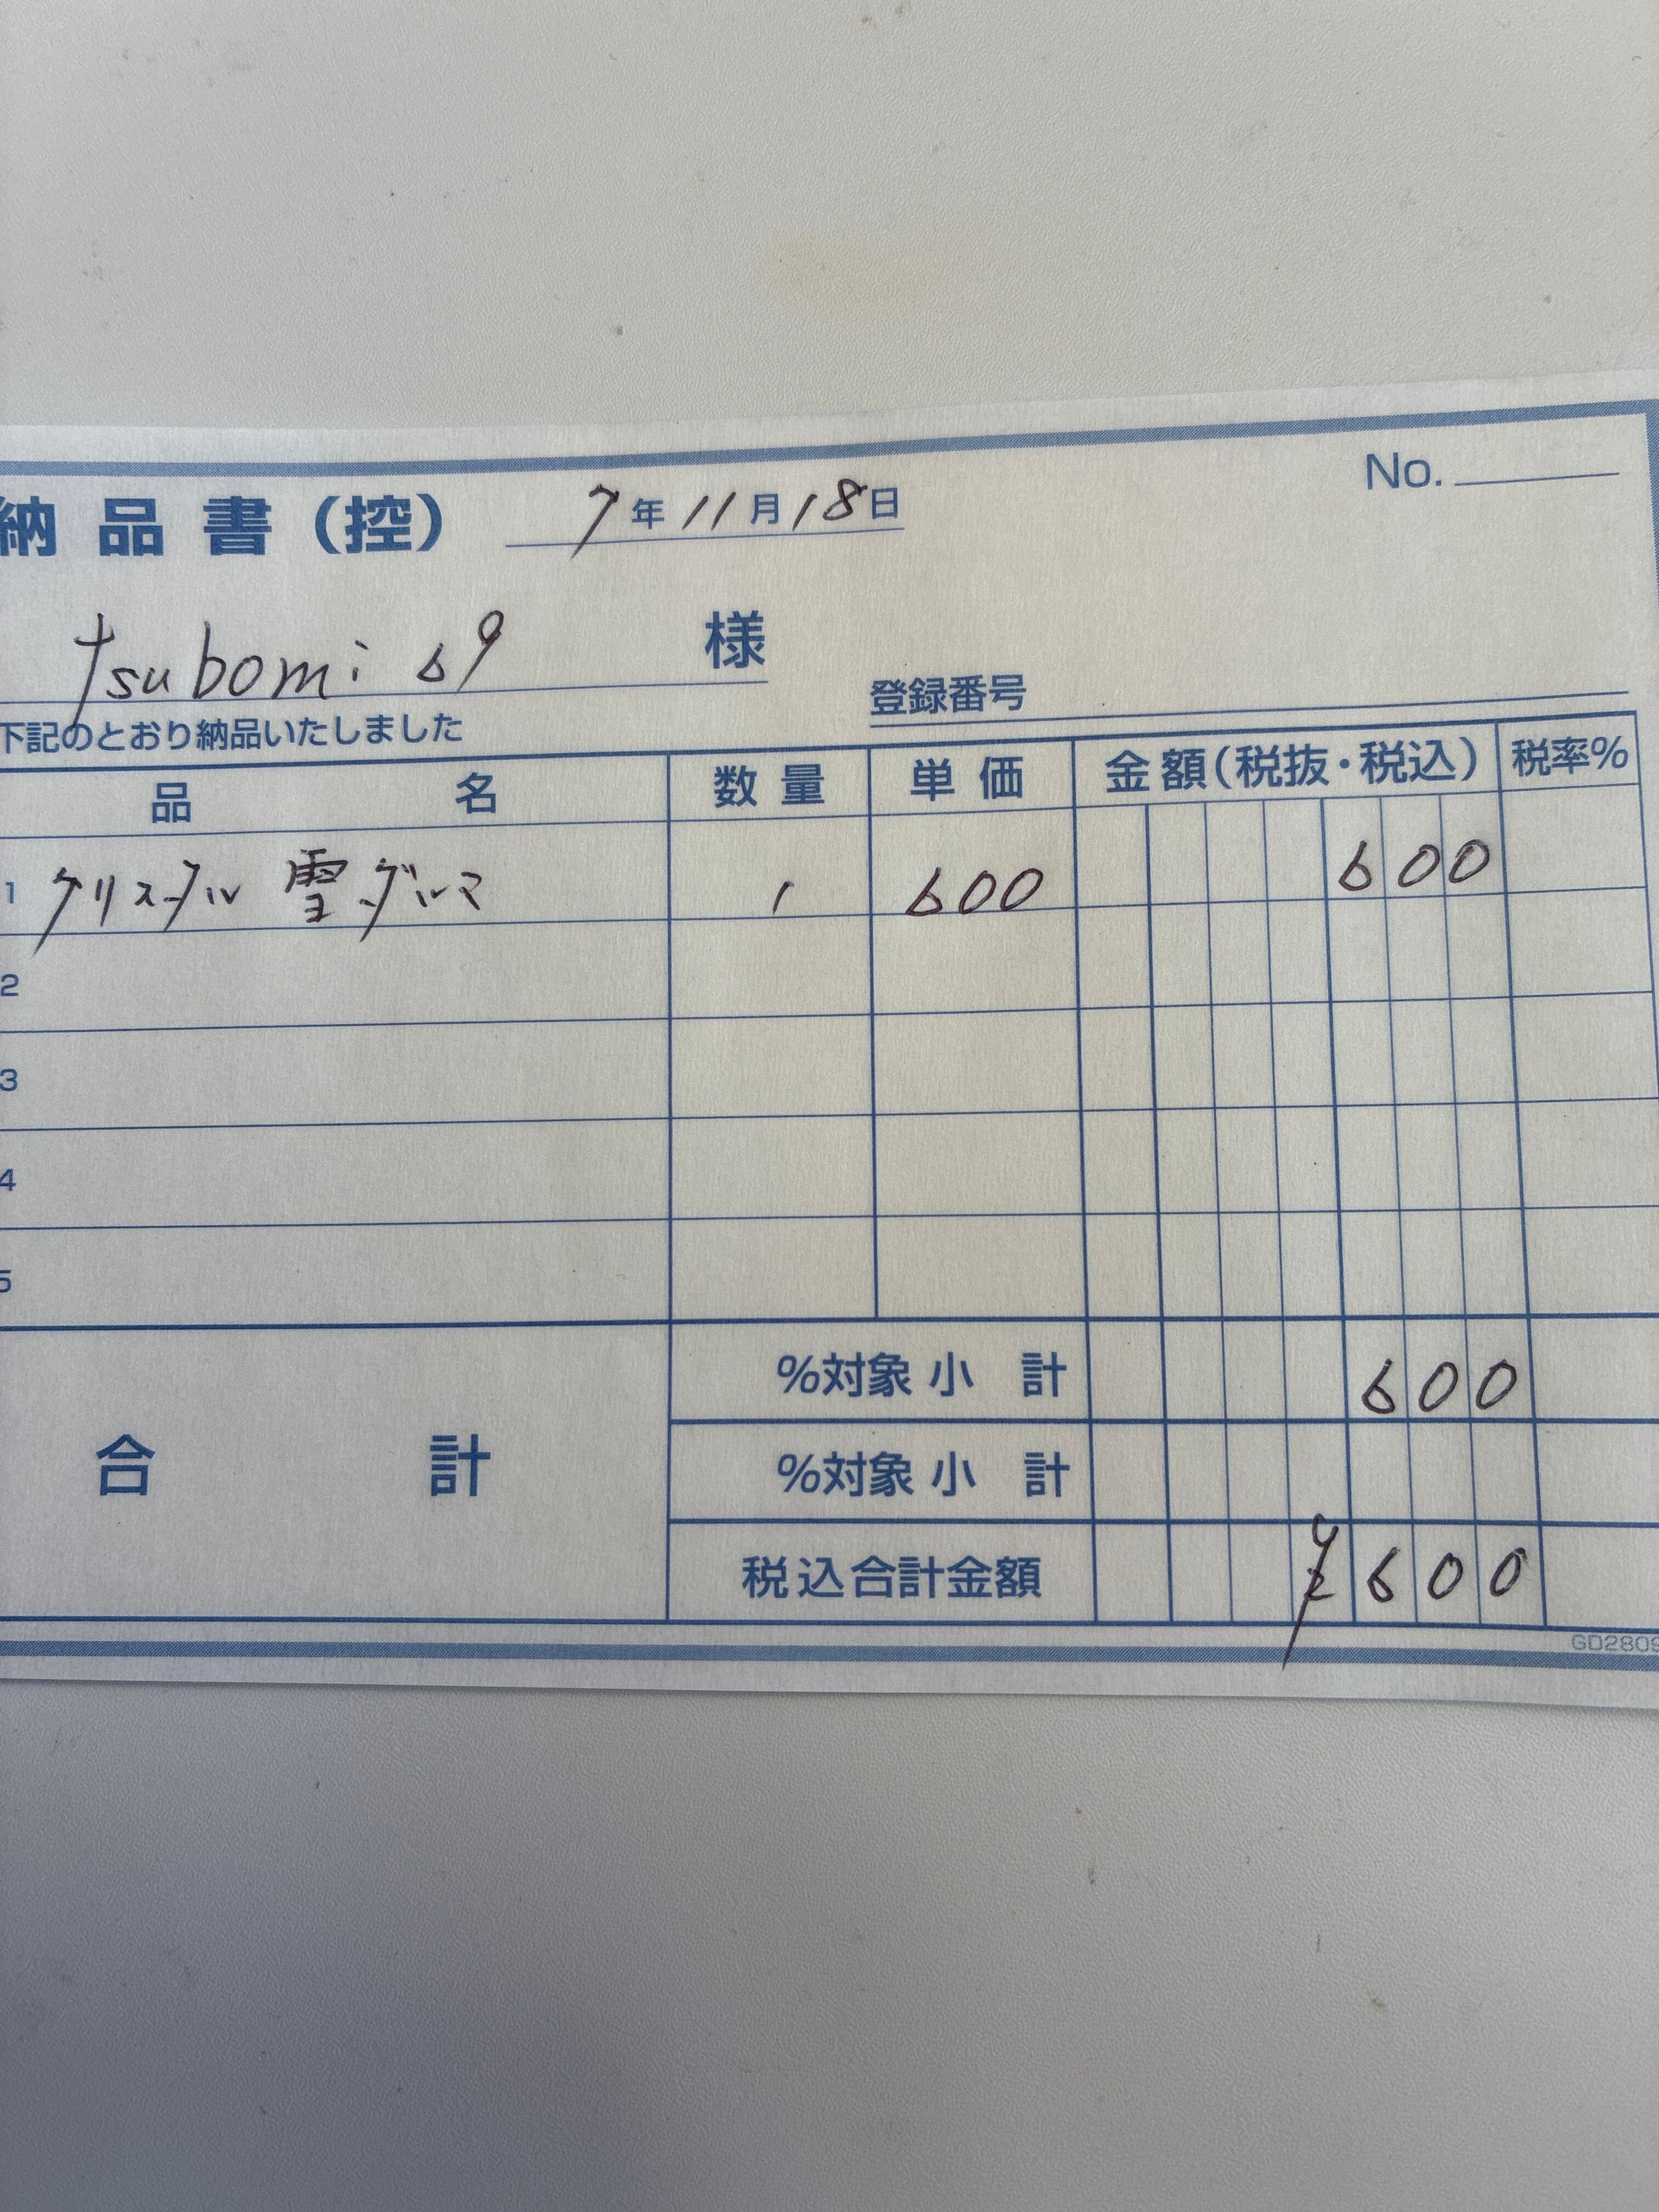 納品書（控） 7年11月18日 No.
tsubomi 69 様
登録番号
下記のとおり納品いたしました
品名 数量 単価 金額（税抜・税込） 税率%
1 クリスタル 雪ダルマ 1 600 600
2
3
4
5
合計 %対象 小計 600
%対象 小計
税込合計金額 ¥600
GD2809